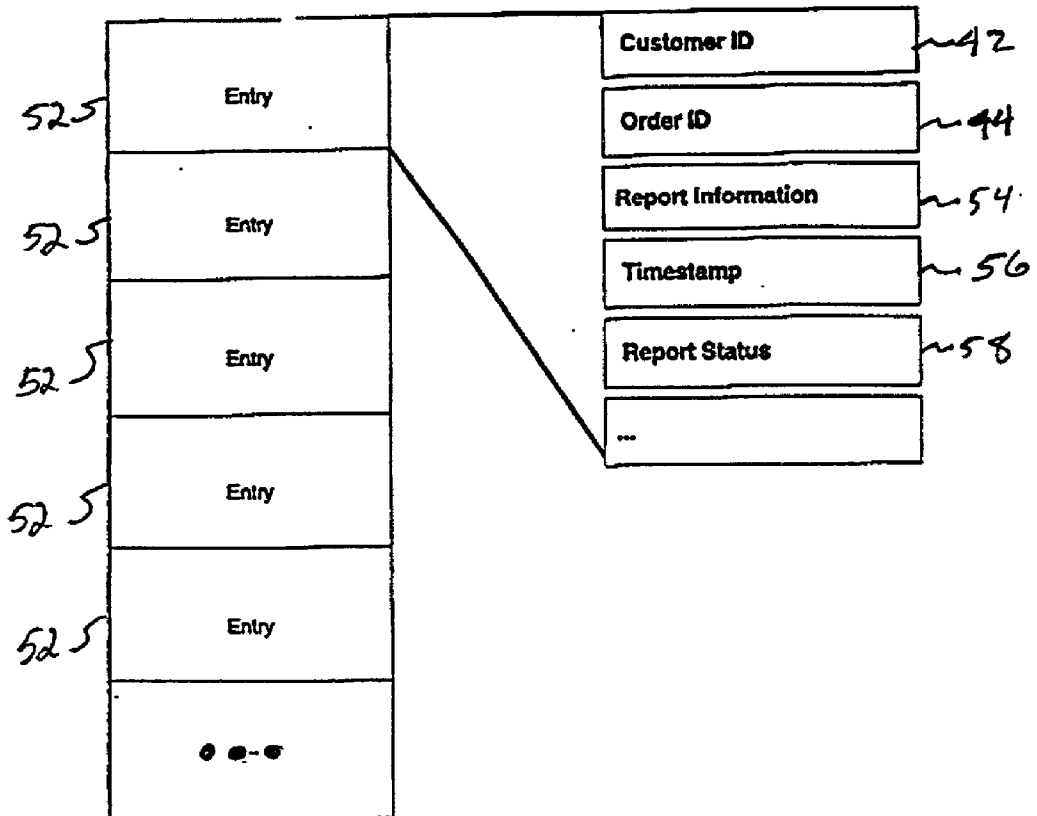 Customer ID 42
52 Entry
Order ID 44
52 Entry
Report Information 54
Timestamp 56
52 Entry
Report Status 58
...
52 Entry
52 Entry
...